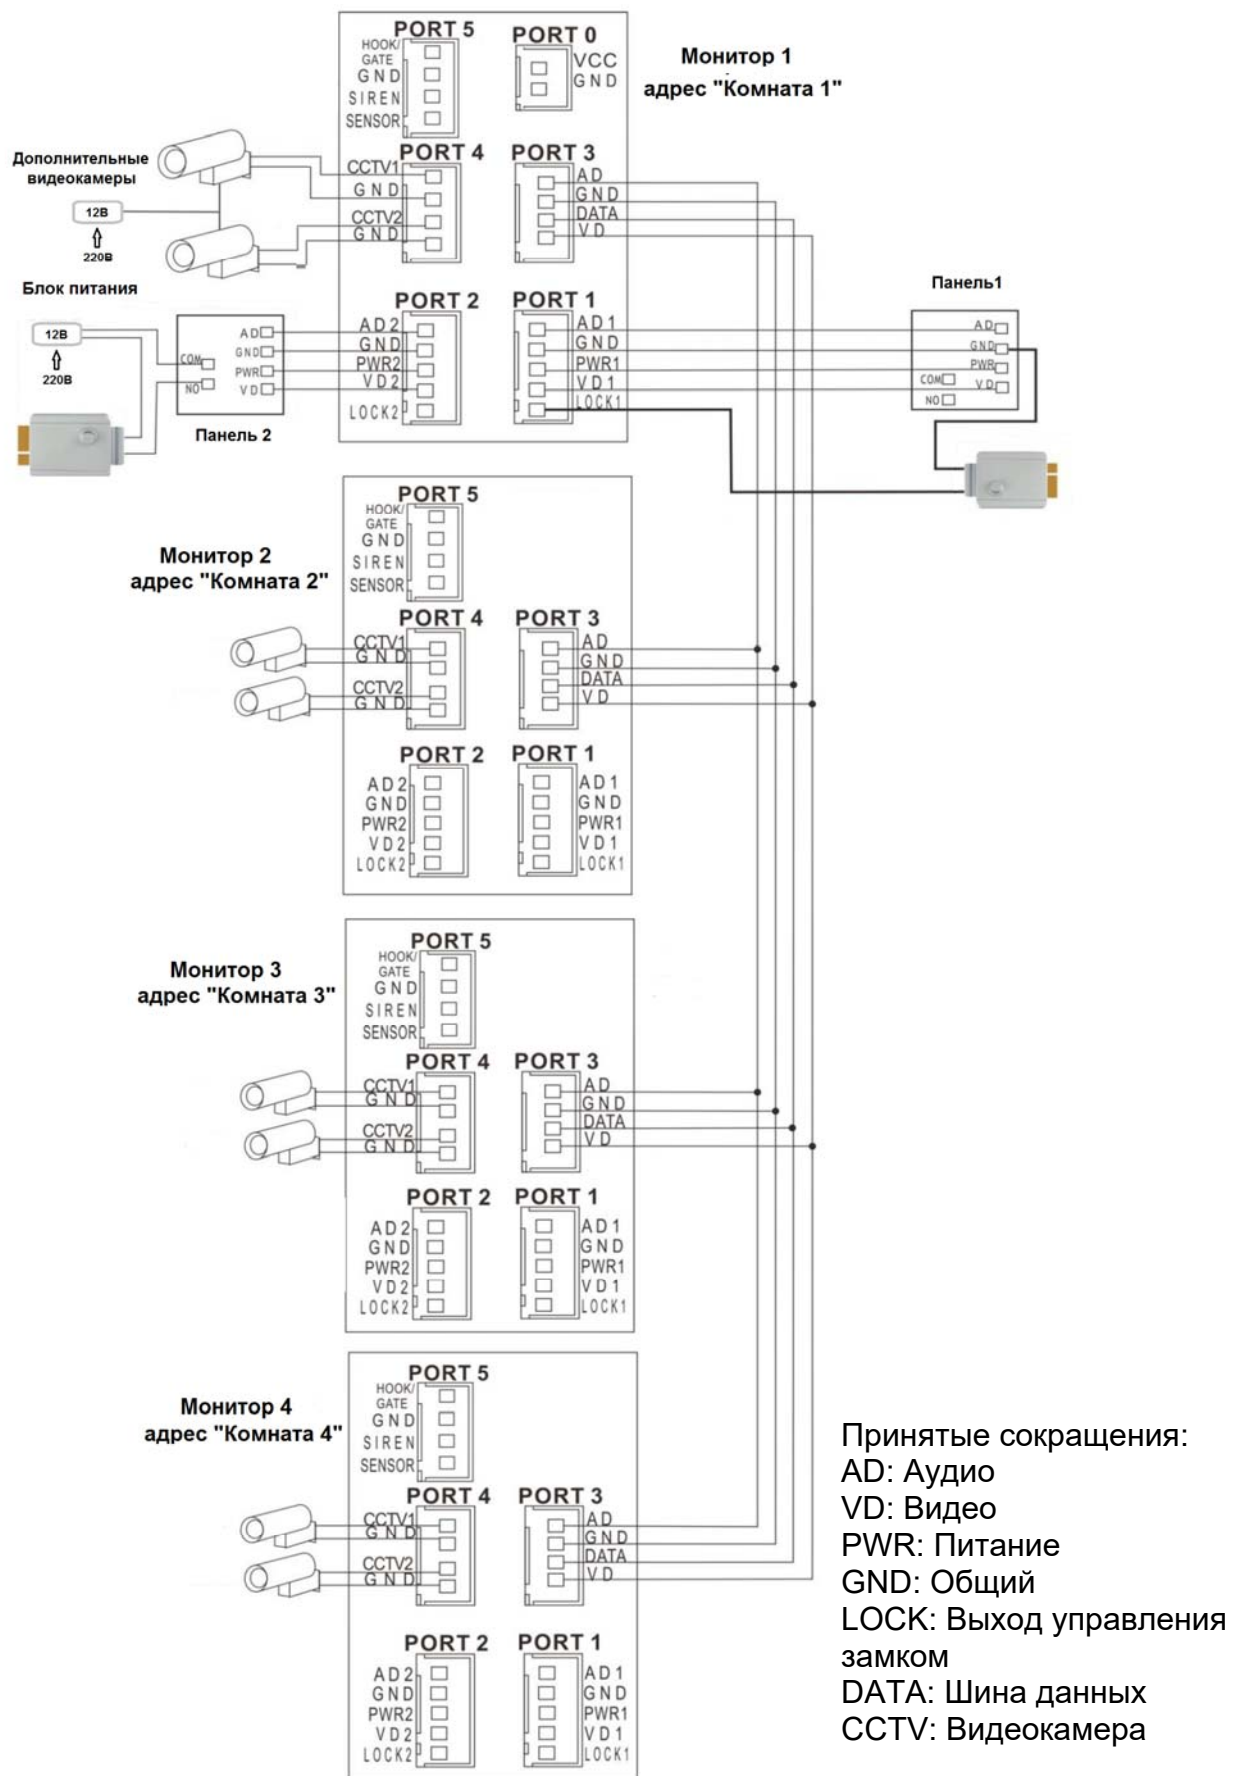 PORT 5
HOOK/
GATE
GND
SIREN
SENSOR
PORT 0
VCC
GND
Монитор 1
адрес "Комната 1"
Дополнительные
видеокамеры
12В
220В
PORT 4
CCTV1
GND
CCTV2
GND
PORT 3
AD
GND
DATA
VD
Блок питания
12В
220В
COM
NO
AD
GND
PWR
VD
Панель 2
PORT 2
AD2
GND
PWR2
VD2
LOCK2
PORT 1
AD1
GND
PWR1
VD1
LOCK1
Панель1
AD
GND
PWR
VD
COM
NO
Монитор 2
адрес "Комната 2"
PORT 5
HOOK/
GATE
GND
SIREN
SENSOR
PORT 4
CCTV1
GND
CCTV2
GND
PORT 3
AD
GND
DATA
VD
PORT 2
AD2
GND
PWR2
VD2
LOCK2
PORT 1
AD1
GND
PWR1
VD1
LOCK1
Монитор 3
адрес "Комната 3"
PORT 5
HOOK/
GATE
GND
SIREN
SENSOR
PORT 4
CCTV1
GND
CCTV2
GND
PORT 3
AD
GND
DATA
VD
PORT 2
AD2
GND
PWR2
VD2
LOCK2
PORT 1
AD1
GND
PWR1
VD1
LOCK1
Монитор 4
адрес "Комната 4"
PORT 5
HOOK/
GATE
GND
SIREN
SENSOR
PORT 4
CCTV1
GND
CCTV2
GND
PORT 3
AD
GND
DATA
VD
PORT 2
AD2
GND
PWR2
VD2
LOCK2
PORT 1
AD1
GND
PWR1
VD1
LOCK1
Принятые сокращения:
AD: Аудио
VD: Видео
PWR: Питание
GND: Общий
LOCK: Выход управления
замком
DATA: Шина данных
CCTV: Видеокамера